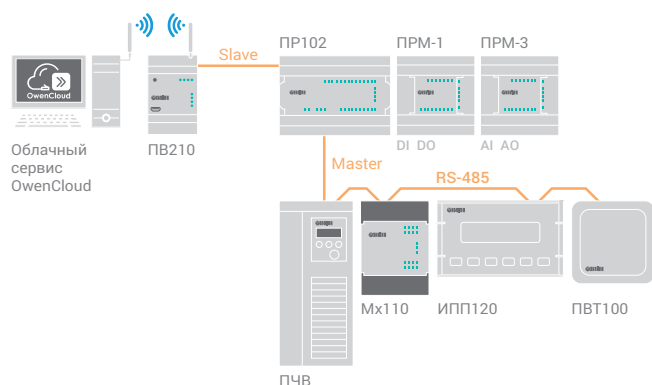 ПР102
ПРМ-1
ПРМ-3
Slave
OwenCloud
Облачный
сервис
OwenCloud
ПВ210
DI DO
AI AO
Master
RS-485
Мх110
ИПП120
ПВТ100
ПЧВ